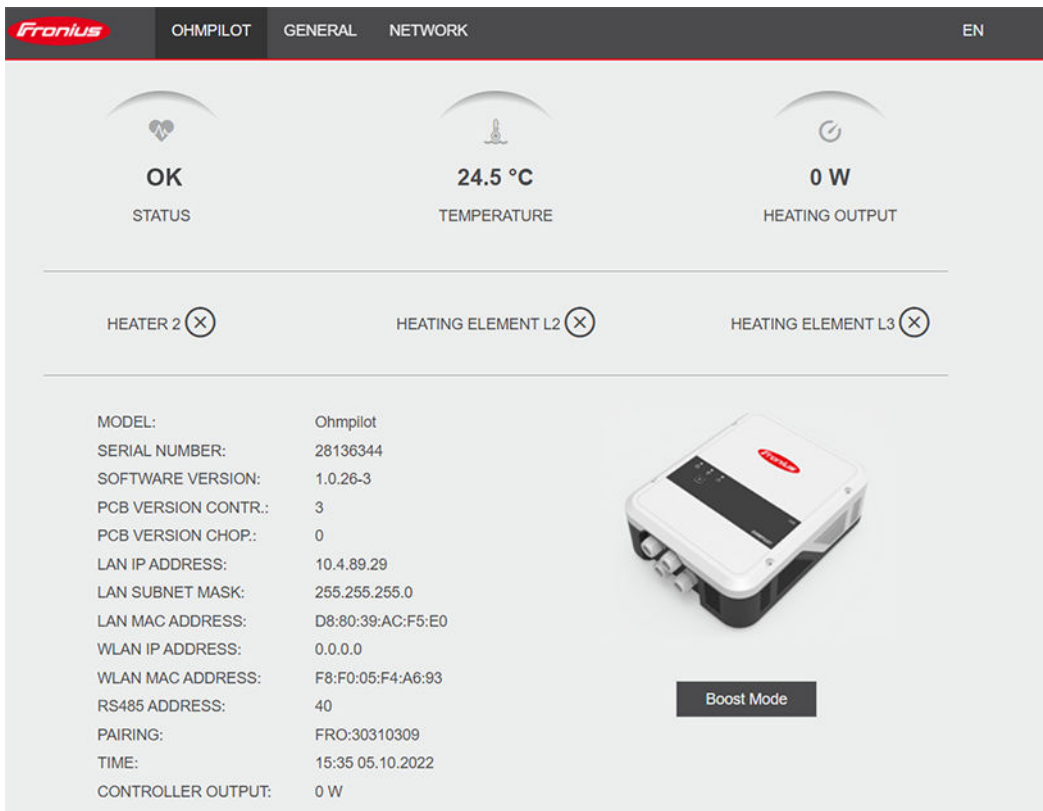 Fronius OHMPILOT GENERAL NETWORK EN
OK 24.5 °C 0 W
STATUS TEMPERATURE HEATING OUTPUT
HEATER 2 HEATING ELEMENT L2 HEATING ELEMENT L3
MODEL: Ohmpilot
SERIAL NUMBER: 28136344
SOFTWARE VERSION: 1.0.26-3
PCB VERSION CONTR.: 3
PCB VERSION CHOP.: 0
LAN IP ADDRESS: 10.4.89.29
LAN SUBNET MASK: 255.255.255.0
LAN MAC ADDRESS: D8:80:39:AC:F5:E0
WLAN IP ADDRESS: 0.0.0.0
WLAN MAC ADDRESS: F8:F0:05:F4:A6:93
RS485 ADDRESS: 40
PAIRING: FRO:30310309
TIME: 15:35 05.10.2022
CONTROLLER OUTPUT: 0 W
Fronius
Boost Mode